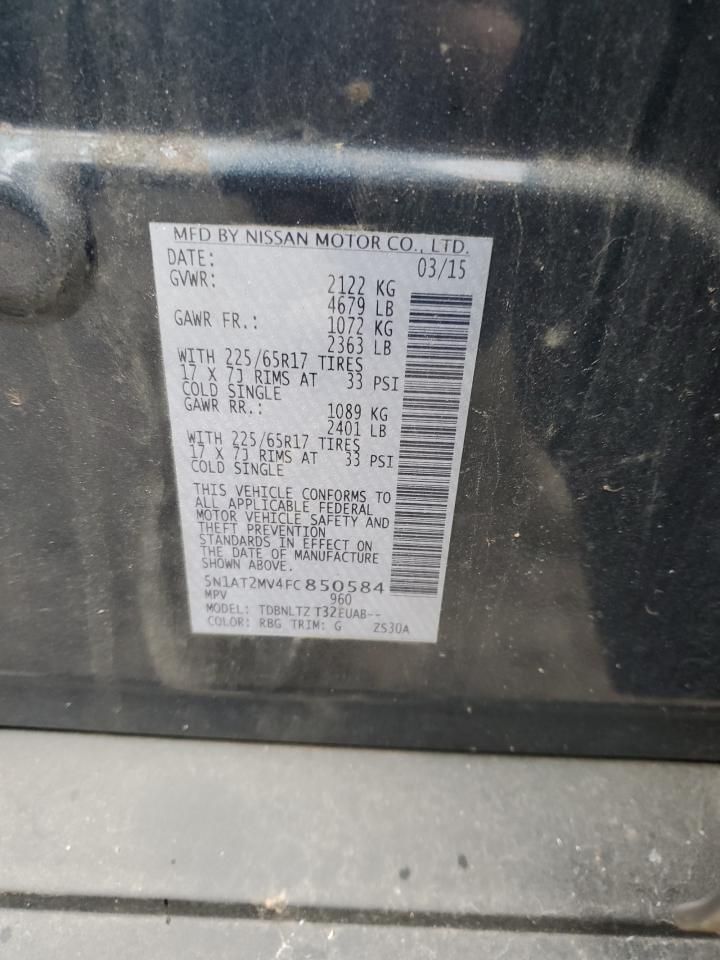 MFD BY NISSAN MOTOR CO., LTD.
DATE: 03/15
GVWR: 2122 KG
4679 LB
GAWR FR.: 1072 KG
2363 LB
WITH 225/65R17 TIRES
17 X 7J RIMS AT 33 PSI
COLD SINGLE
GAWR RR.: 1089 KG
2401 LB
WITH 225/65R17 TIRES
17 X 7J RIMS AT 33 PSI
COLD SINGLE
THIS VEHICLE CONFORMS TO
ALL APPLICABLE FEDERAL
MOTOR VEHICLE SAFETY AND
THEFT PREVENTION
STANDARDS IN EFFECT ON
THE DATE OF MANUFACTURE
SHOWN ABOVE.
5N1AT2MV4FC850584
MPV 960
MODEL: TDBNLTZ T32EUAB--
COLOR: RBG TRIM: G ZS30A